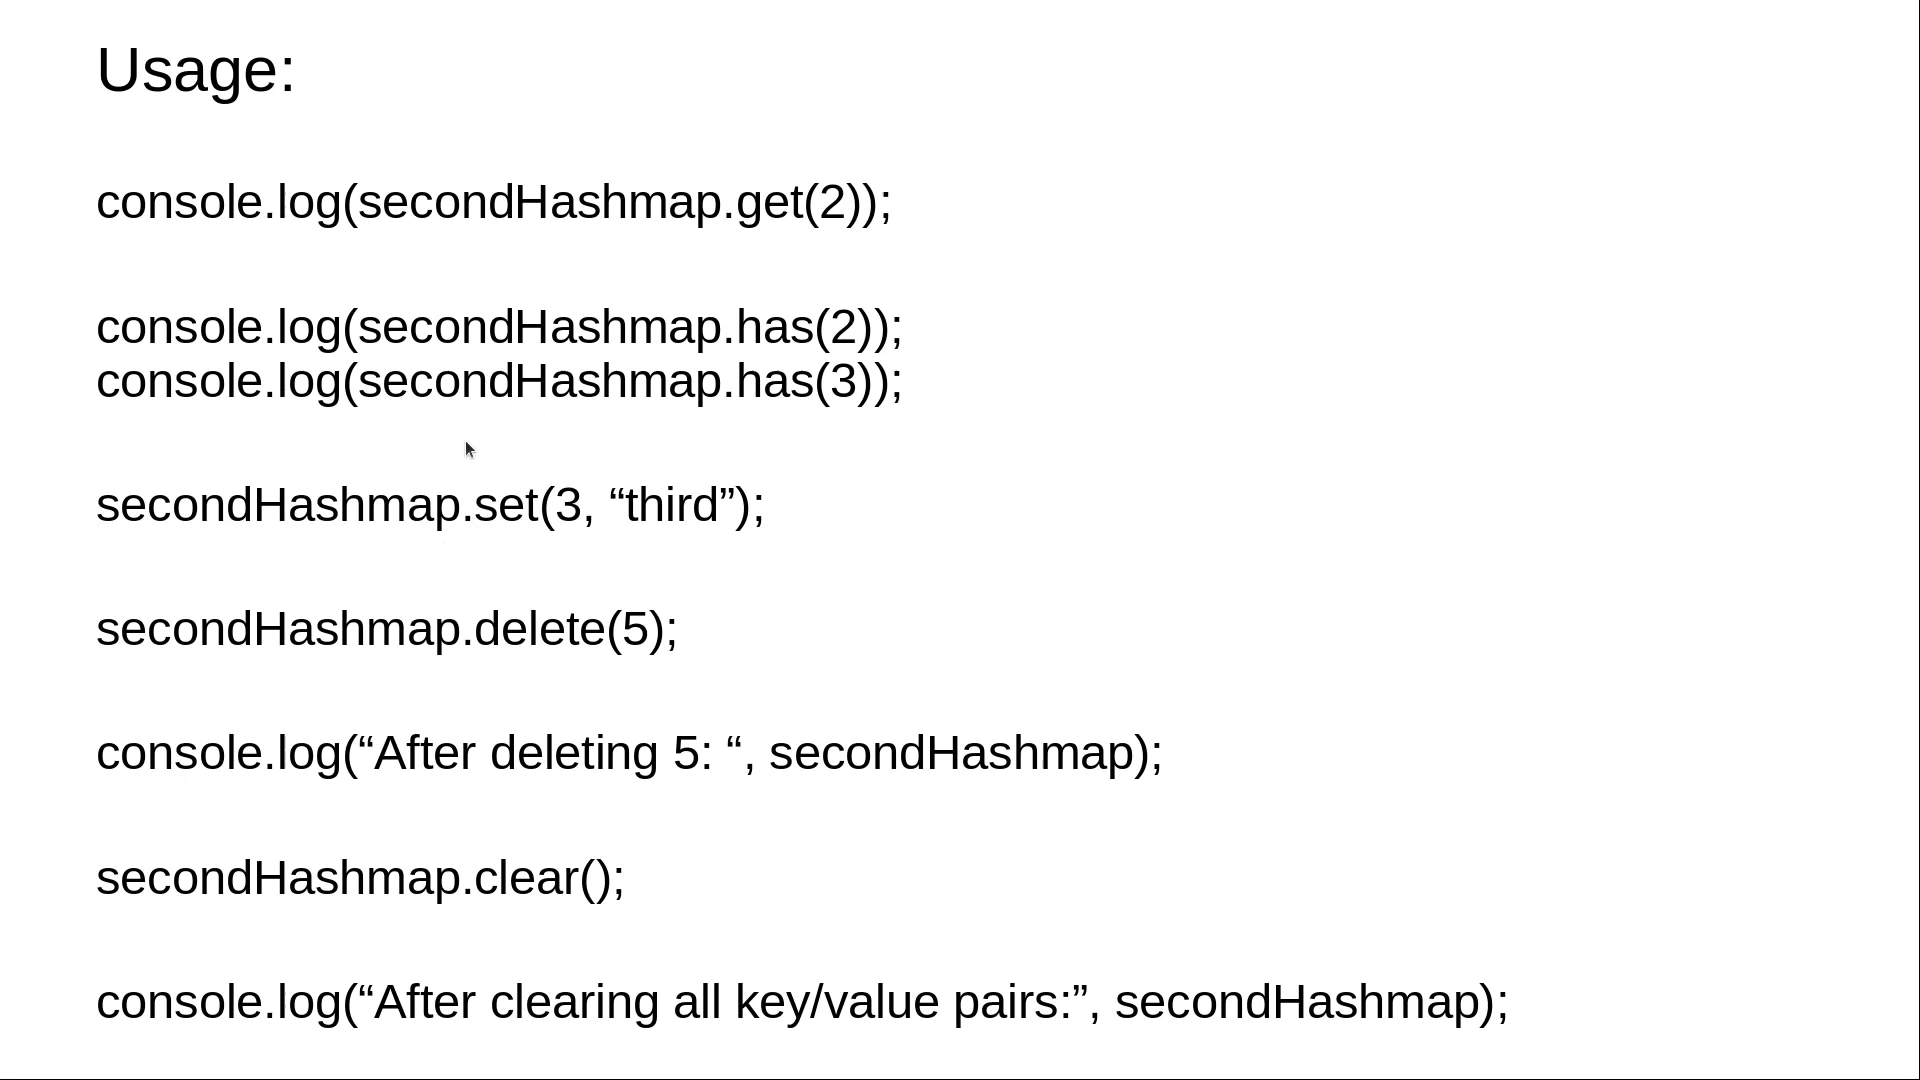 Usage:
console.log(secondHashmap.get(2));
console.log(secondHashmap.has(2));
console.log(secondHashmap.has(3));
secondHashmap.set(3, “third”);
secondHashmap.delete(5);
console.log(“After deleting 5: “, secondHashmap);
secondHashmap.clear();
console.log(“After clearing all key/value pairs:”, secondHashmap);